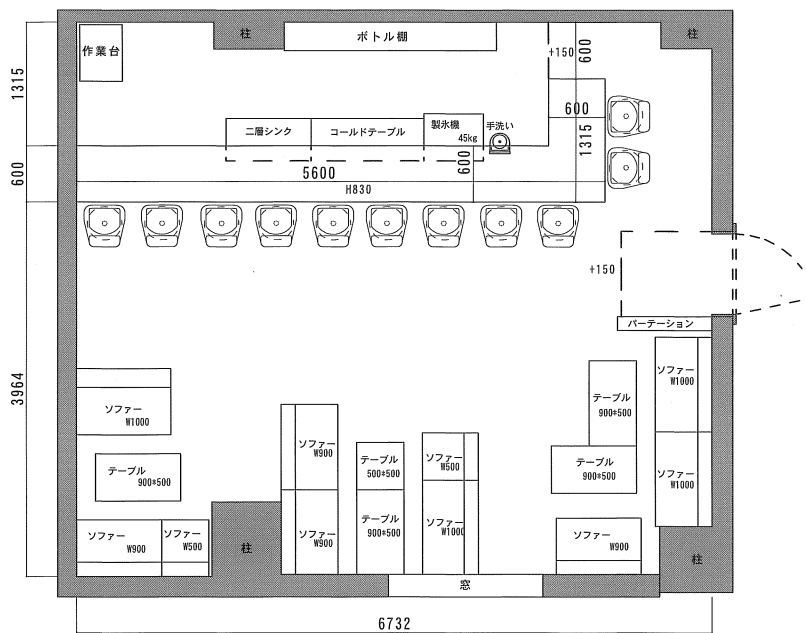 作業台
柱
ボトル棚
柱
+150
600
1315
600
1315
二層シンク
コールドテーブル
製氷機
45kg
手洗い
600
600
5600
H830
+150
パーテーション
3964
ソファー
W1000
テーブル
900*500
ソファー
W900
ソファー
W500
柱
ソファー
W900
ソファー
W900
テーブル
500*500
テーブル
900*500
ソファー
W500
ソファー
W1000
窓
テーブル
900*500
テーブル
900*500
ソファー
W900
ソファー
W1000
ソファー
W1000
柱
6732